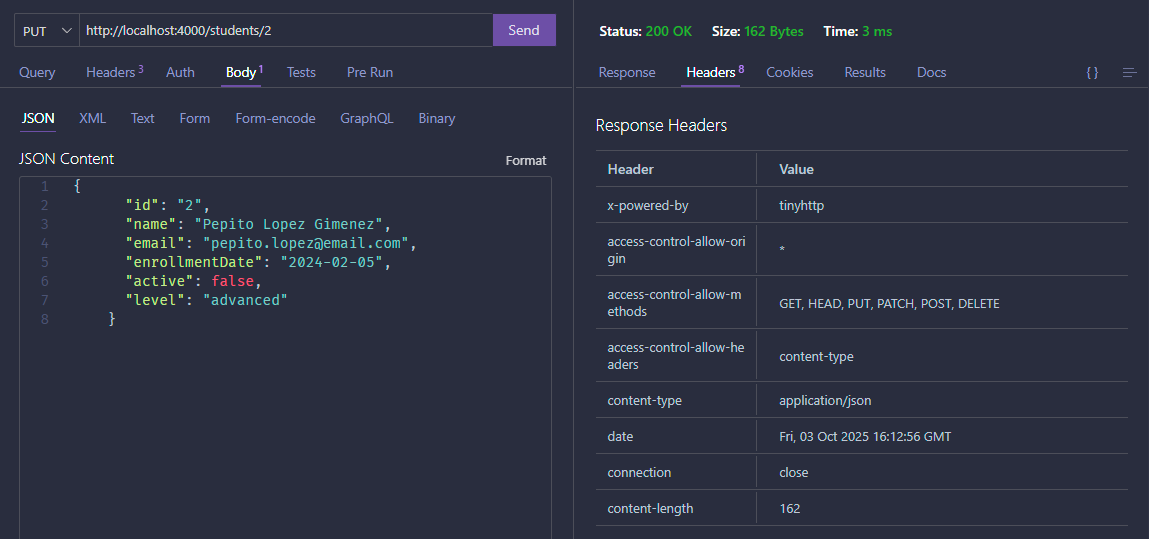 PUT http://localhost:4000/students/2 Send
Query Headers 3 Auth Body 1 Tests Pre Run
JSON XML Text Form Form-encode GraphQL Binary
JSON Content Format
1 {
2 "id": "2",
3 "name": "Pepito Lopez Gimenez",
4 "email": "pepito.lopez@email.com",
5 "enrollmentDate": "2024-02-05",
6 "active": false,
7 "level": "advanced"
8 }
Status: 200 OK Size: 162 Bytes Time: 3 ms
Response Headers 8 Cookies Results Docs { }
Response Headers
Header Value
x-powered-by tinyhttp
access-control-allow-ori
gin *
access-control-allow-m
ethods GET, HEAD, PUT, PATCH, POST, DELETE
access-control-allow-he
aders content-type
content-type application/json
date Fri, 03 Oct 2025 16:12:56 GMT
connection close
content-length 162